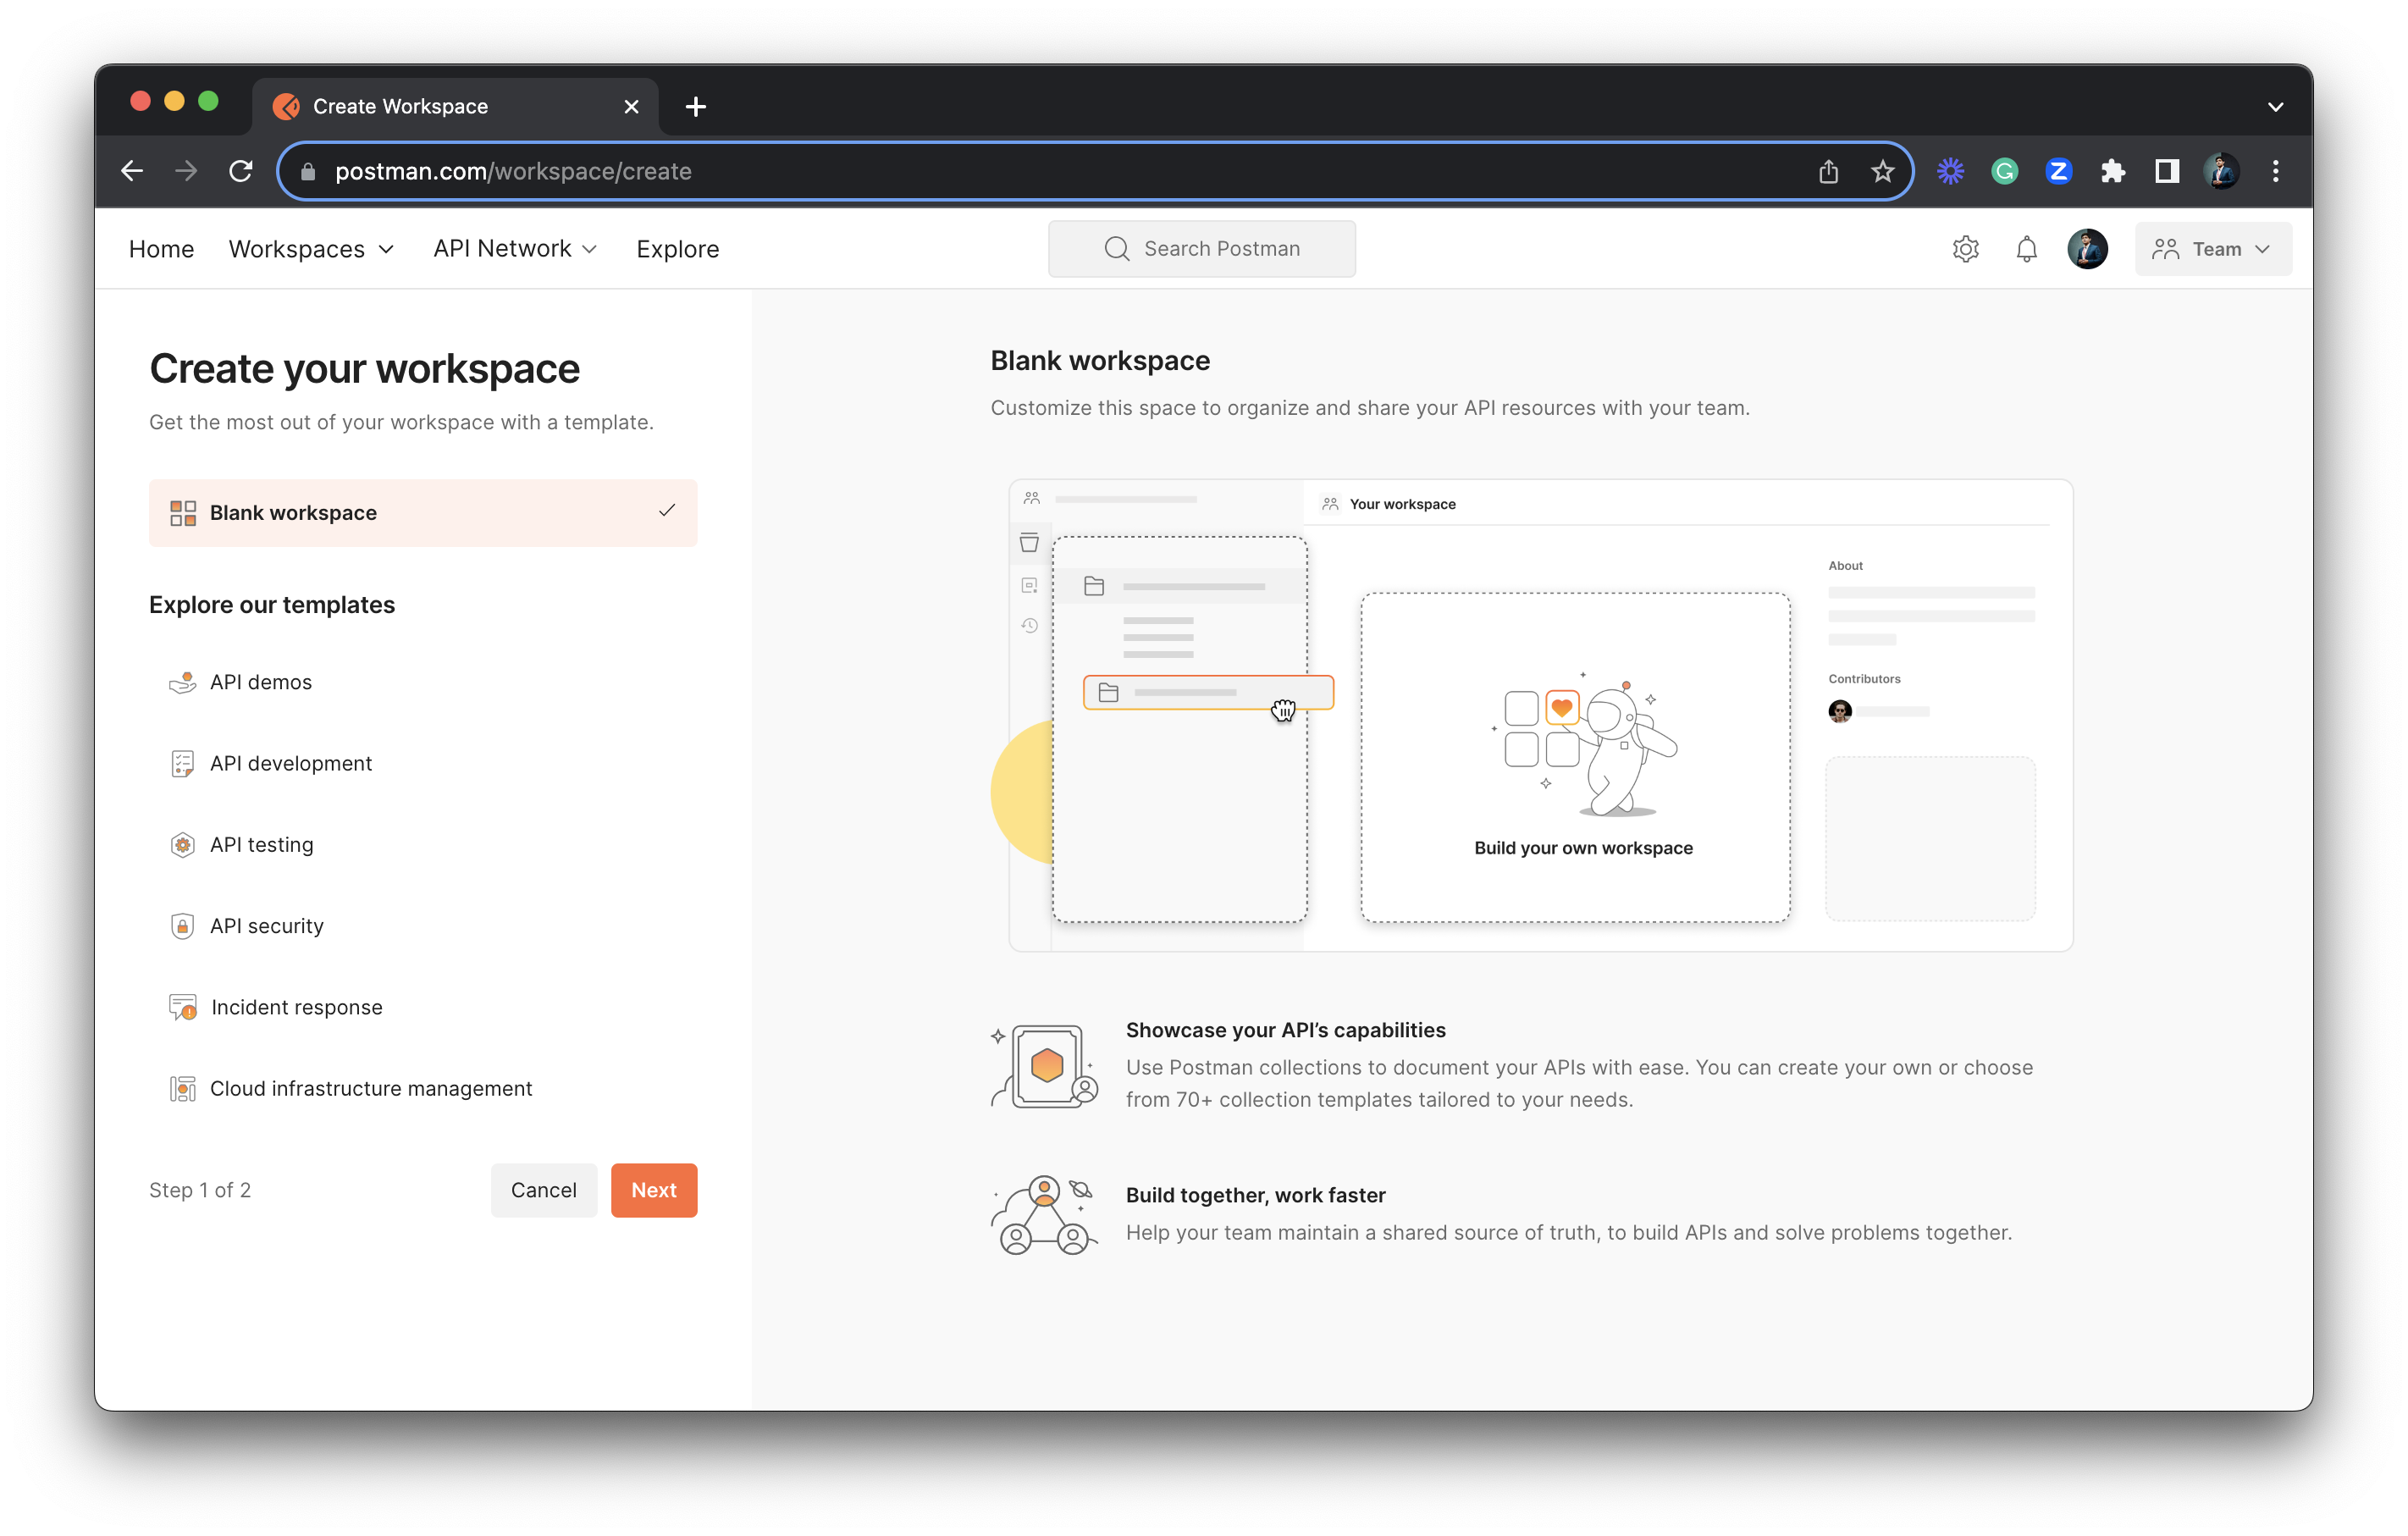 Create Workspace
postman.com/workspace/create
Home
Workspaces
API Network
Explore
Search Postman
Team
Create your workspace
Get the most out of your workspace with a template.
Blank workspace
Explore our templates
API demos
API development
API testing
API security
Incident response
Cloud infrastructure management
Step 1 of 2
Cancel
Next
Blank workspace
Customize this space to organize and share your API resources with your team.
Your workspace
About
Contributors
Build your own workspace
Showcase your API’s capabilities
Use Postman collections to document your APIs with ease. You can create your own or choose
from 70+ collection templates tailored to your needs.
Build together, work faster
Help your team maintain a shared source of truth, to build APIs and solve problems together.